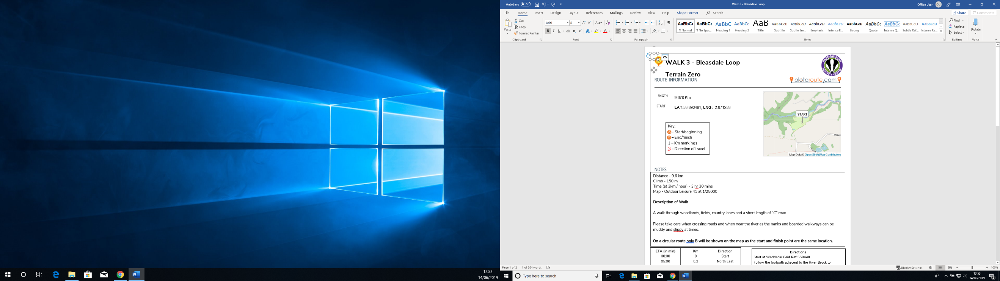 13:53
14/06/2019
AutoSave Off
Walk 3 - Bleasdale Loop
Office User OU
File Home Insert Design Layout References Mailings Review View Help Shape Format Search
Share Comments
Paste
Cut
Copy
Format Painter
Clipboard
Arial 8
Font
Paragraph
AaBbCc AaBbCc AaBbC AaBbCc AaB AaBbCcD AaBbCcD AaBbCcD AaBbCcD AaBbCcD AaBbCc AaBbCc AaBbCcD AaBbCcD
¶ Normal ¶ No Spac... Heading 1 Heading 2 Title Subtitle Subtle Em... Emphasis Intense E... Strong Quote Intense Q... Subtle Ref... Intense Re...
Styles
Find
Replace
Select
Editing
Dictate
Voice
WALK 3 - Bleasdale Loop
WADDECAR SCOUT ACTIVITY CENTRE
Terrain Zero
ROUTE INFORMATION
A plotaroute.com B
LENGTH 9.678 Km
START LAT:53.890481, LNG: -2.671253
START
Key;
A – Start/beginning
B – End/finish
1 – Km markings
– Direction of travel
Oaken
Map Data © OpenStreetMap Contributors
NOTES
Distance - 9.6 km
Climb - 150 m
Time (at 3km / hour) - 3 hr 30 mins
Map - Outdoor Leisure 41 at 1/25000
Description of Walk
A walk through woodlands, fields, country lanes and a short length of “C” road
Please take care when crossing roads and when near the river as the banks and boarded walkways can be
muddy and slippy at times.
On a circular route only B will be shown on the map as the start and finish point are the same location.
ETA (in min) Km Direction
00:00 0 Start
05:00 0.2 North East
Directions
Start at Waddecar Grid Ref 559440
Follow the footpath adjacent to the River Brock to
Page 1 of 2 1 of 264 words
Display Settings
100%
Type here to search
13:53
14/06/2019